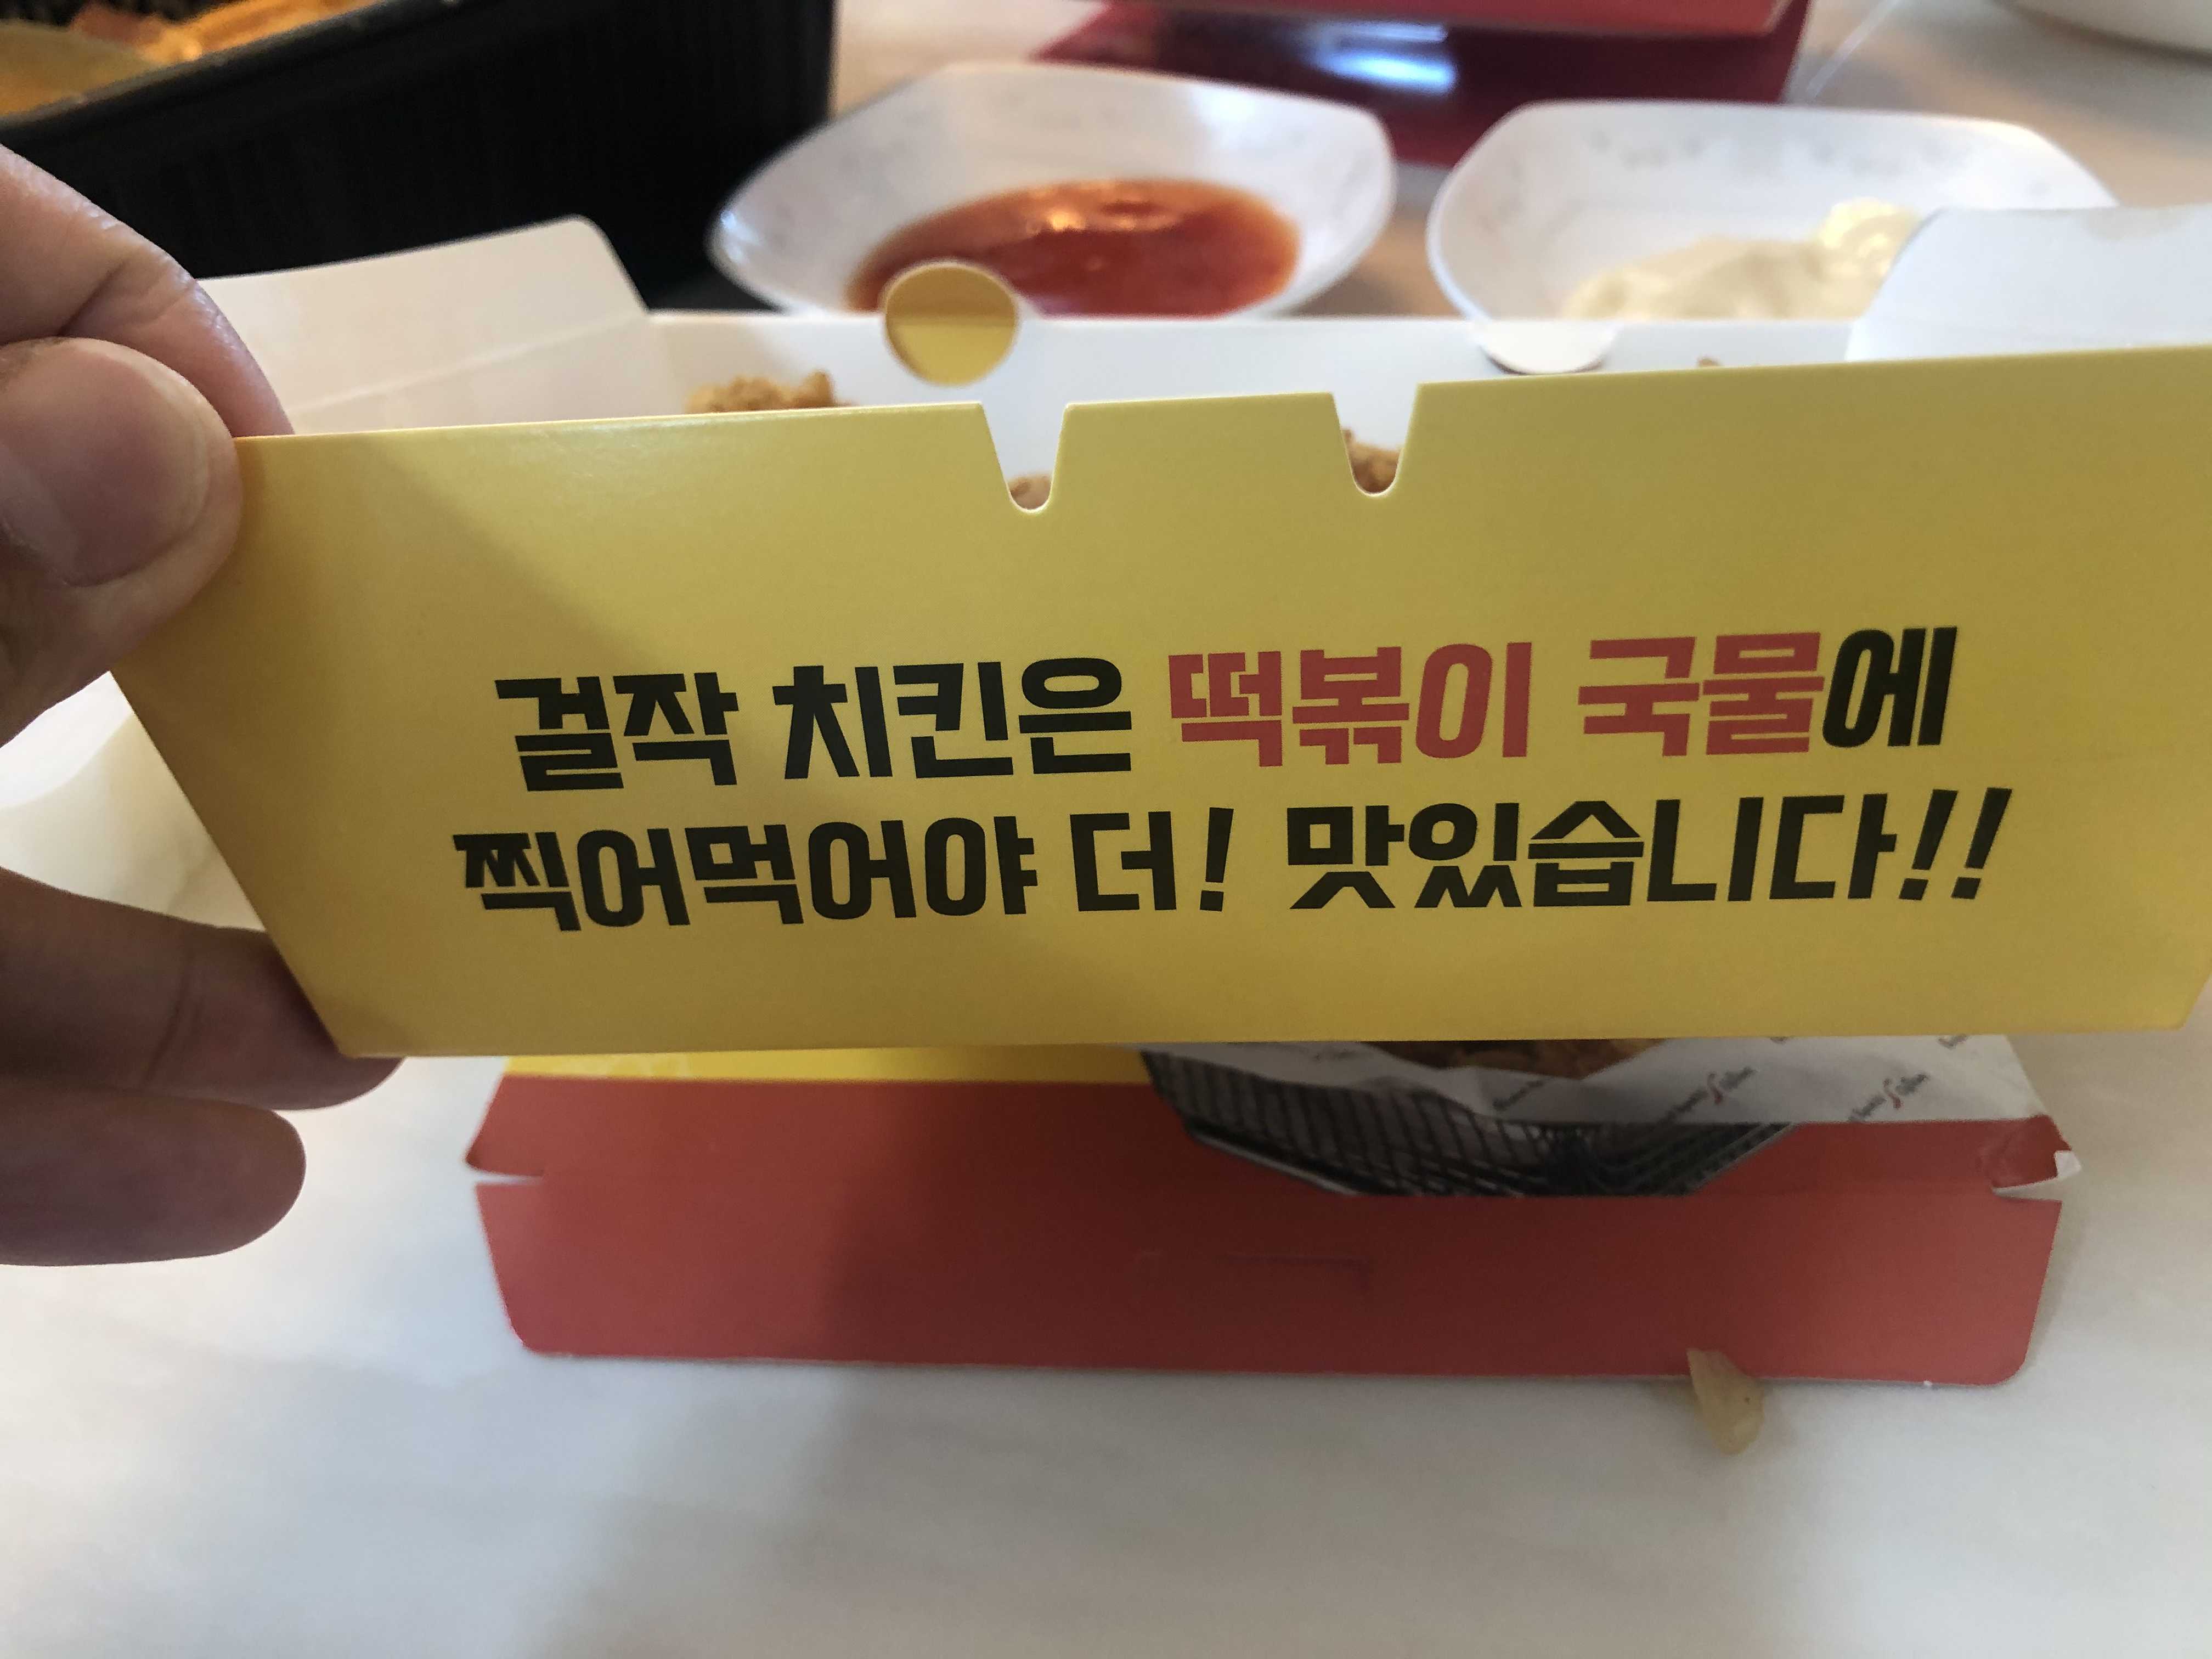 걸작 치킨은 떡볶이 국물에
찍어먹어야 더! 맛있습니다!!